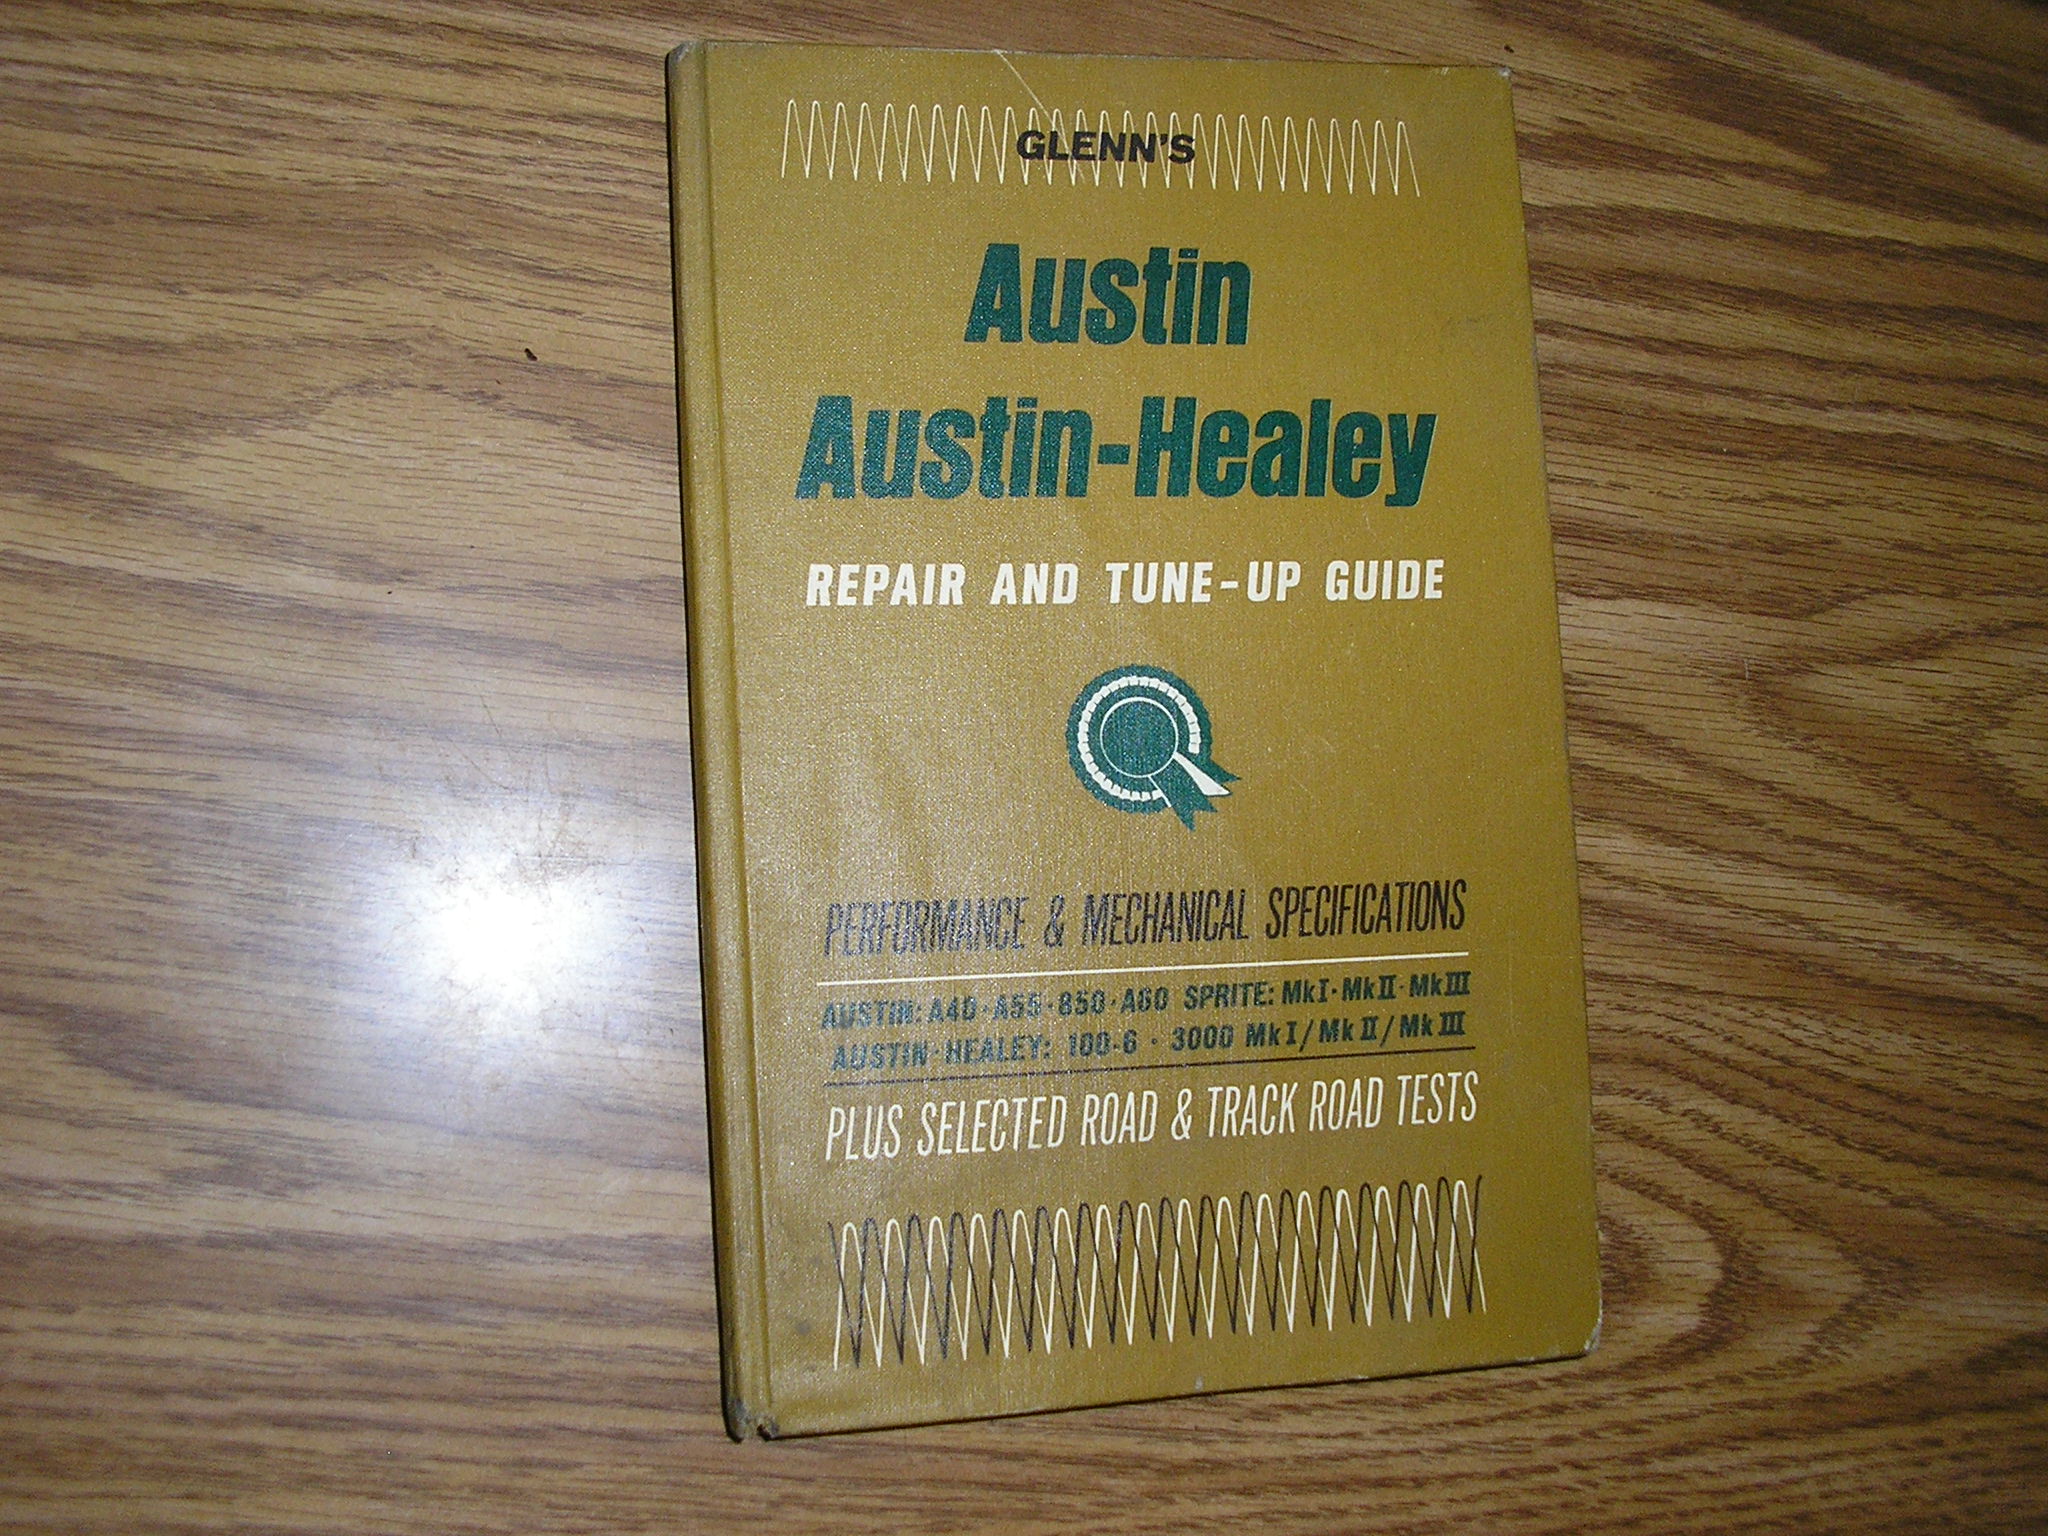 GLENN'S
Austin
Austin-Healey
REPAIR AND TUNE-UP GUIDE
PERFORMANCE & MECHANICAL SPECIFICATIONS
AUSTIN: A40·A55·850·A60 SPRITE: MkI·MkII·MkIII
AUSTIN-HEALEY: 100-6 · 3000 MkI/MkII/MkIII
PLUS SELECTED ROAD & TRACK ROAD TESTS